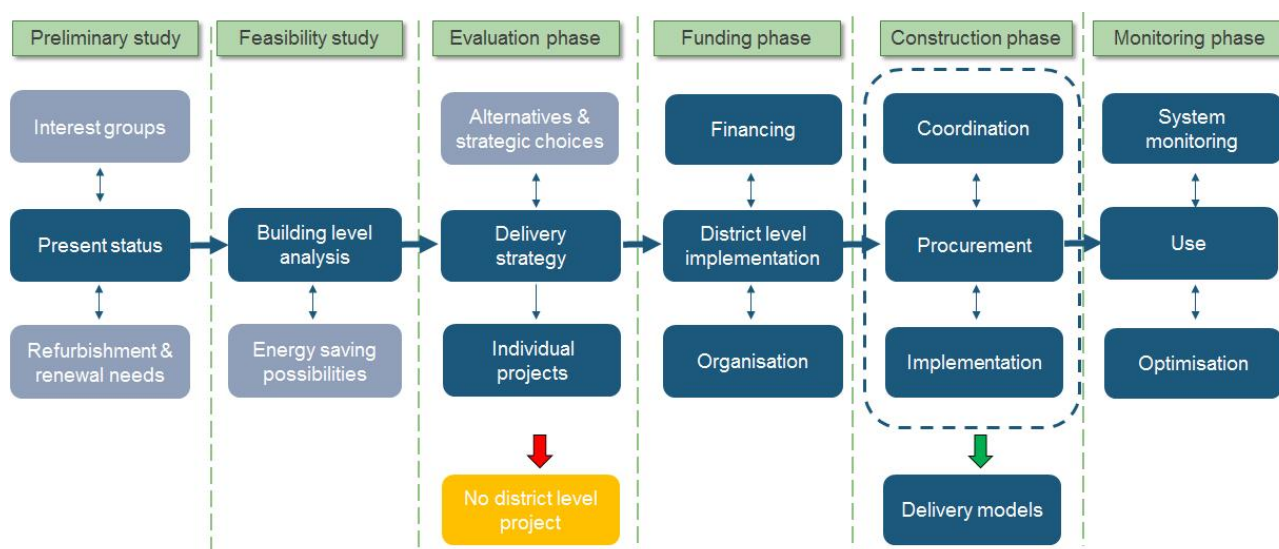 Preliminary study
Feasibility study
Evaluation phase
Funding phase
Construction phase
Monitoring phase
Interest groups
Alternatives &
strategic choices
Financing
Coordination
System
monitoring
Present status
Building level
analysis
Delivery
strategy
District level
implementation
Procurement
Use
Refurbishment &
renewal needs
Energy saving
possibilities
Individual
projects
Organisation
Implementation
Optimisation
No district level
project
Delivery models